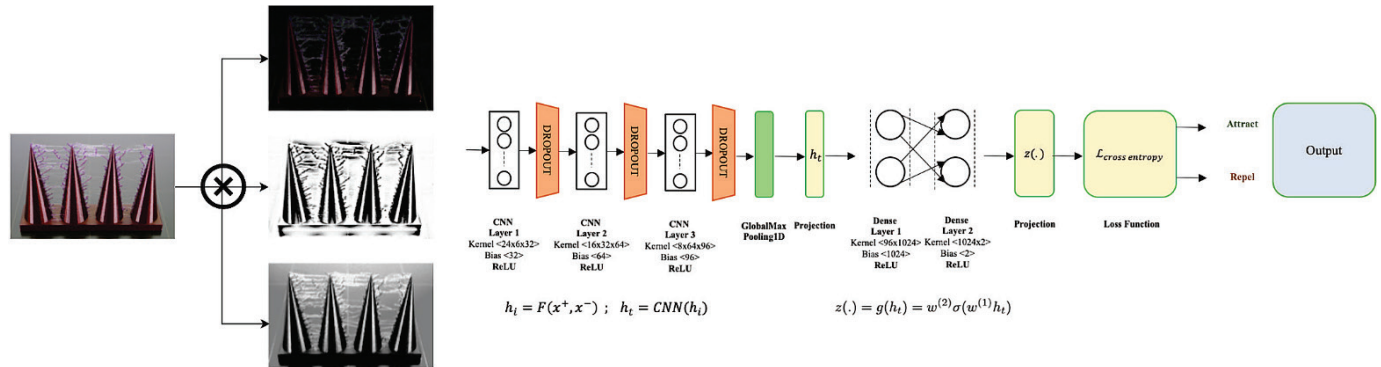 DROPOUT
DROPOUT
DROPOUT
CNN
Layer 1
Kernel <24x6x32>
Bias <32>
ReLU
CNN
Layer 2
Kernel <16x32x64>
Bias <64>
ReLU
CNN
Layer 3
Kernel <8x64x96>
Bias <96>
ReLU
GlobalMax
Pooling1D
h_t
Projection
Dense
Layer 1
Kernel <96x1024>
Bias <1024>
ReLU
Dense
Layer 2
Kernel <1024x2>
Bias <2>
ReLU
z(.)
Projection
ℒ_cross entropy
Loss Function
Attract
Repel
Output
h_i = F(x⁺, x⁻) ; h_t = CNN(h_i)
z(.) = g(h_t) = w⁽²⁾σ(w⁽¹⁾h_t)